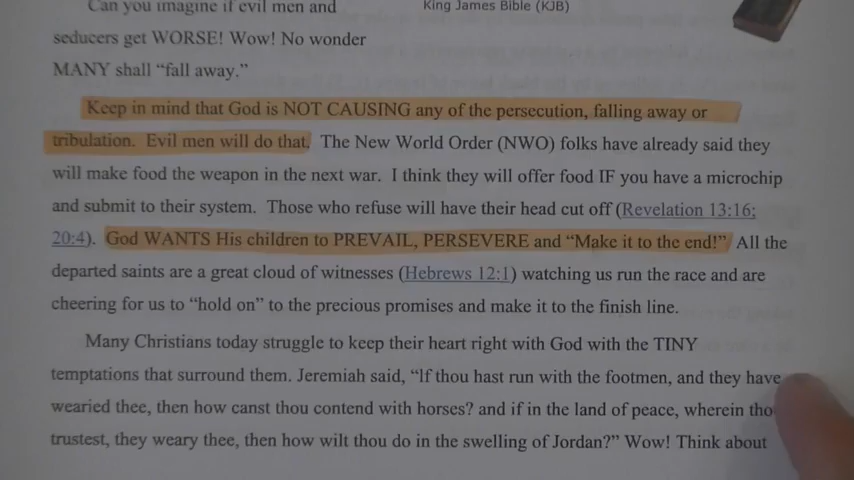 Can you imagine if evil men and
King James Bible (KJB)
seducers get WORSE! Wow! No wonder
MANY shall “fall away.”
Keep in mind that God is NOT CAUSING any of the persecution, falling away or
tribulation. Evil men will do that. The New World Order (NWO) folks have already said they
will make food the weapon in the next war. I think they will offer food IF you have a microchip
and submit to their system. Those who refuse will have their head cut off (Revelation 13:16;
20:4). God WANTS His children to PREVAIL, PERSEVERE and “Make it to the end!” All the
departed saints are a great cloud of witnesses (Hebrews 12:1) watching us run the race and are
cheering for us to “hold on” to the precious promises and make it to the finish line.
Many Christians today struggle to keep their heart right with God with the TINY
temptations that surround them. Jeremiah said, “If thou hast run with the footmen, and they have
wearied thee, then how canst thou contend with horses? and if in the land of peace, wherein tho
trustest, they weary thee, then how wilt thou do in the swelling of Jordan?” Wow! Think about